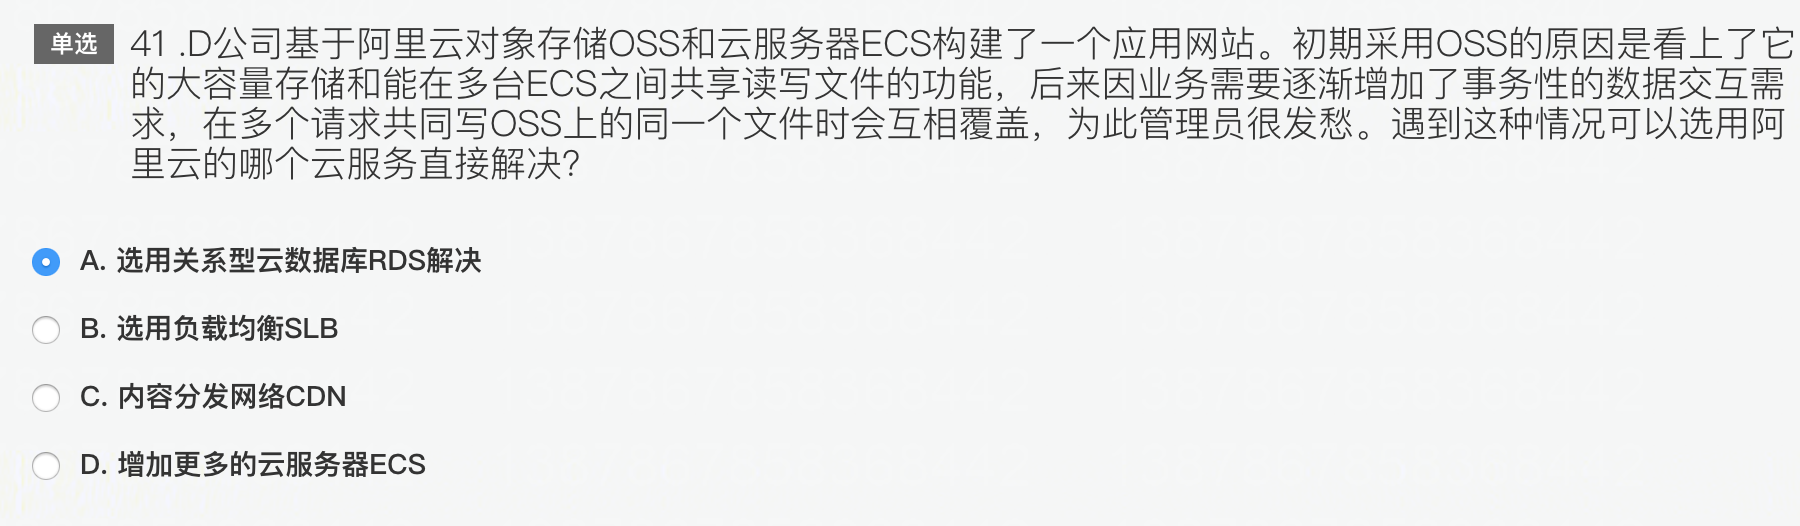 单选 41 .D公司基于阿里云对象存储OSS和云服务器ECS构建了一个应用网站。初期采用OSS的原因是看上了它
的大容量存储和能在多台ECS之间共享读写文件的功能，后来因业务需要逐渐增加了事务性的数据交互需
求，在多个请求共同写OSS上的同一个文件时会互相覆盖，为此管理员很发愁。遇到这种情况可以选用阿
里云的哪个云服务直接解决？
A. 选用关系型云数据库RDS解决
B. 选用负载均衡SLB
C. 内容分发网络CDN
D. 增加更多的云服务器ECS